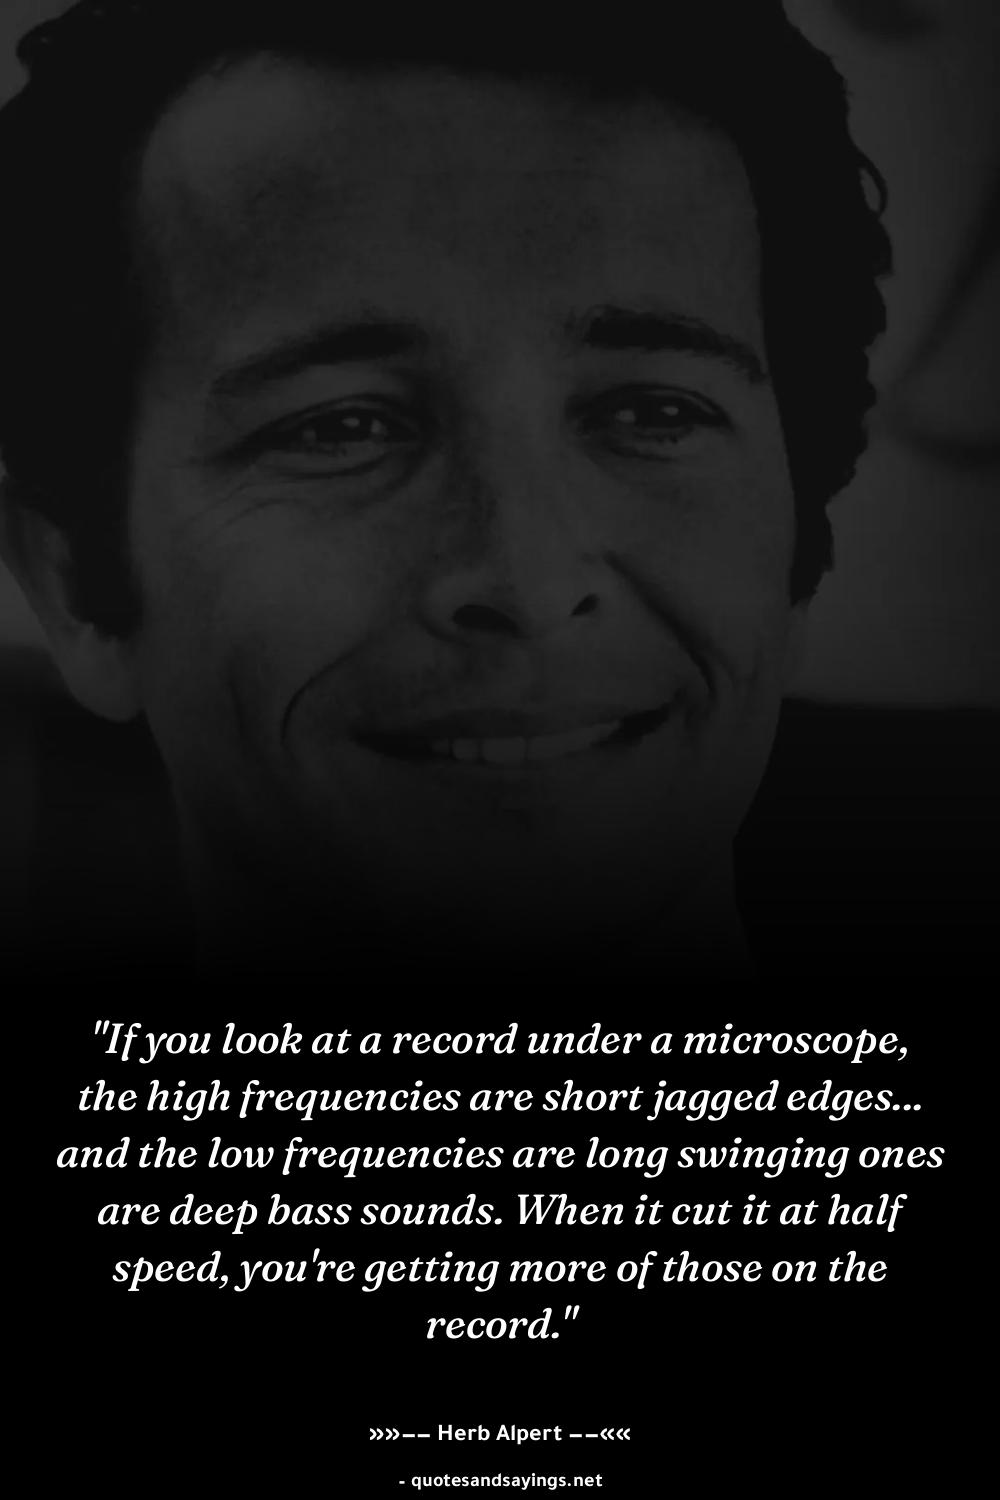 "If you look at a record under a microscope,
the high frequencies are short jagged edges...
and the low frequencies are long swinging ones
are deep bass sounds. When it cut it at half
speed, you're getting more of those on the
record."
»»−− Herb Alpert −−««
- quotesandsayings.net